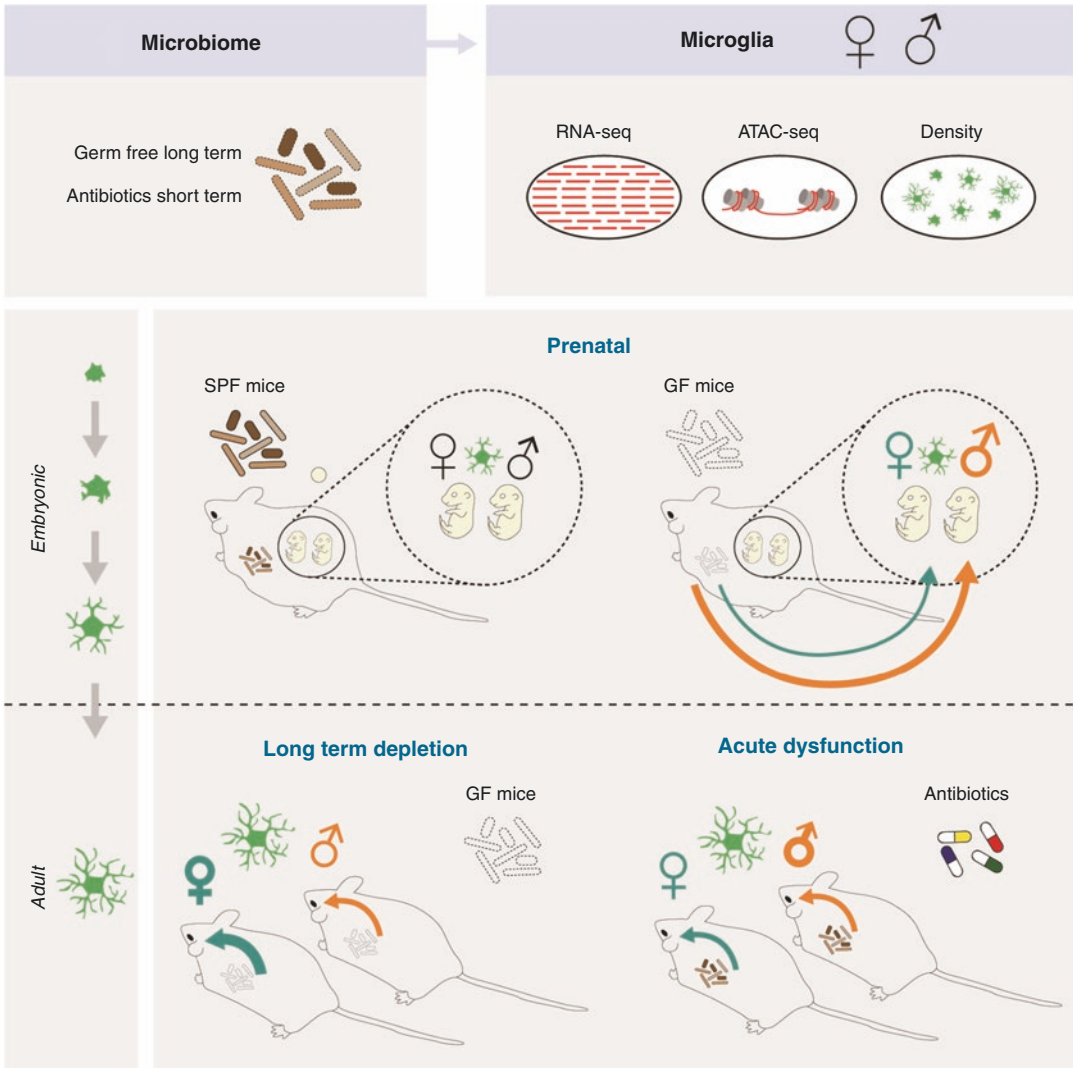 Microbiome
Microglia
Germ free long term
Antibiotics short term
RNA-seq
ATAC-seq
Density
Prenatal
SPF mice
GF mice
Embryonic
Long term depletion
Acute dysfunction
GF mice
Antibiotics
Adult